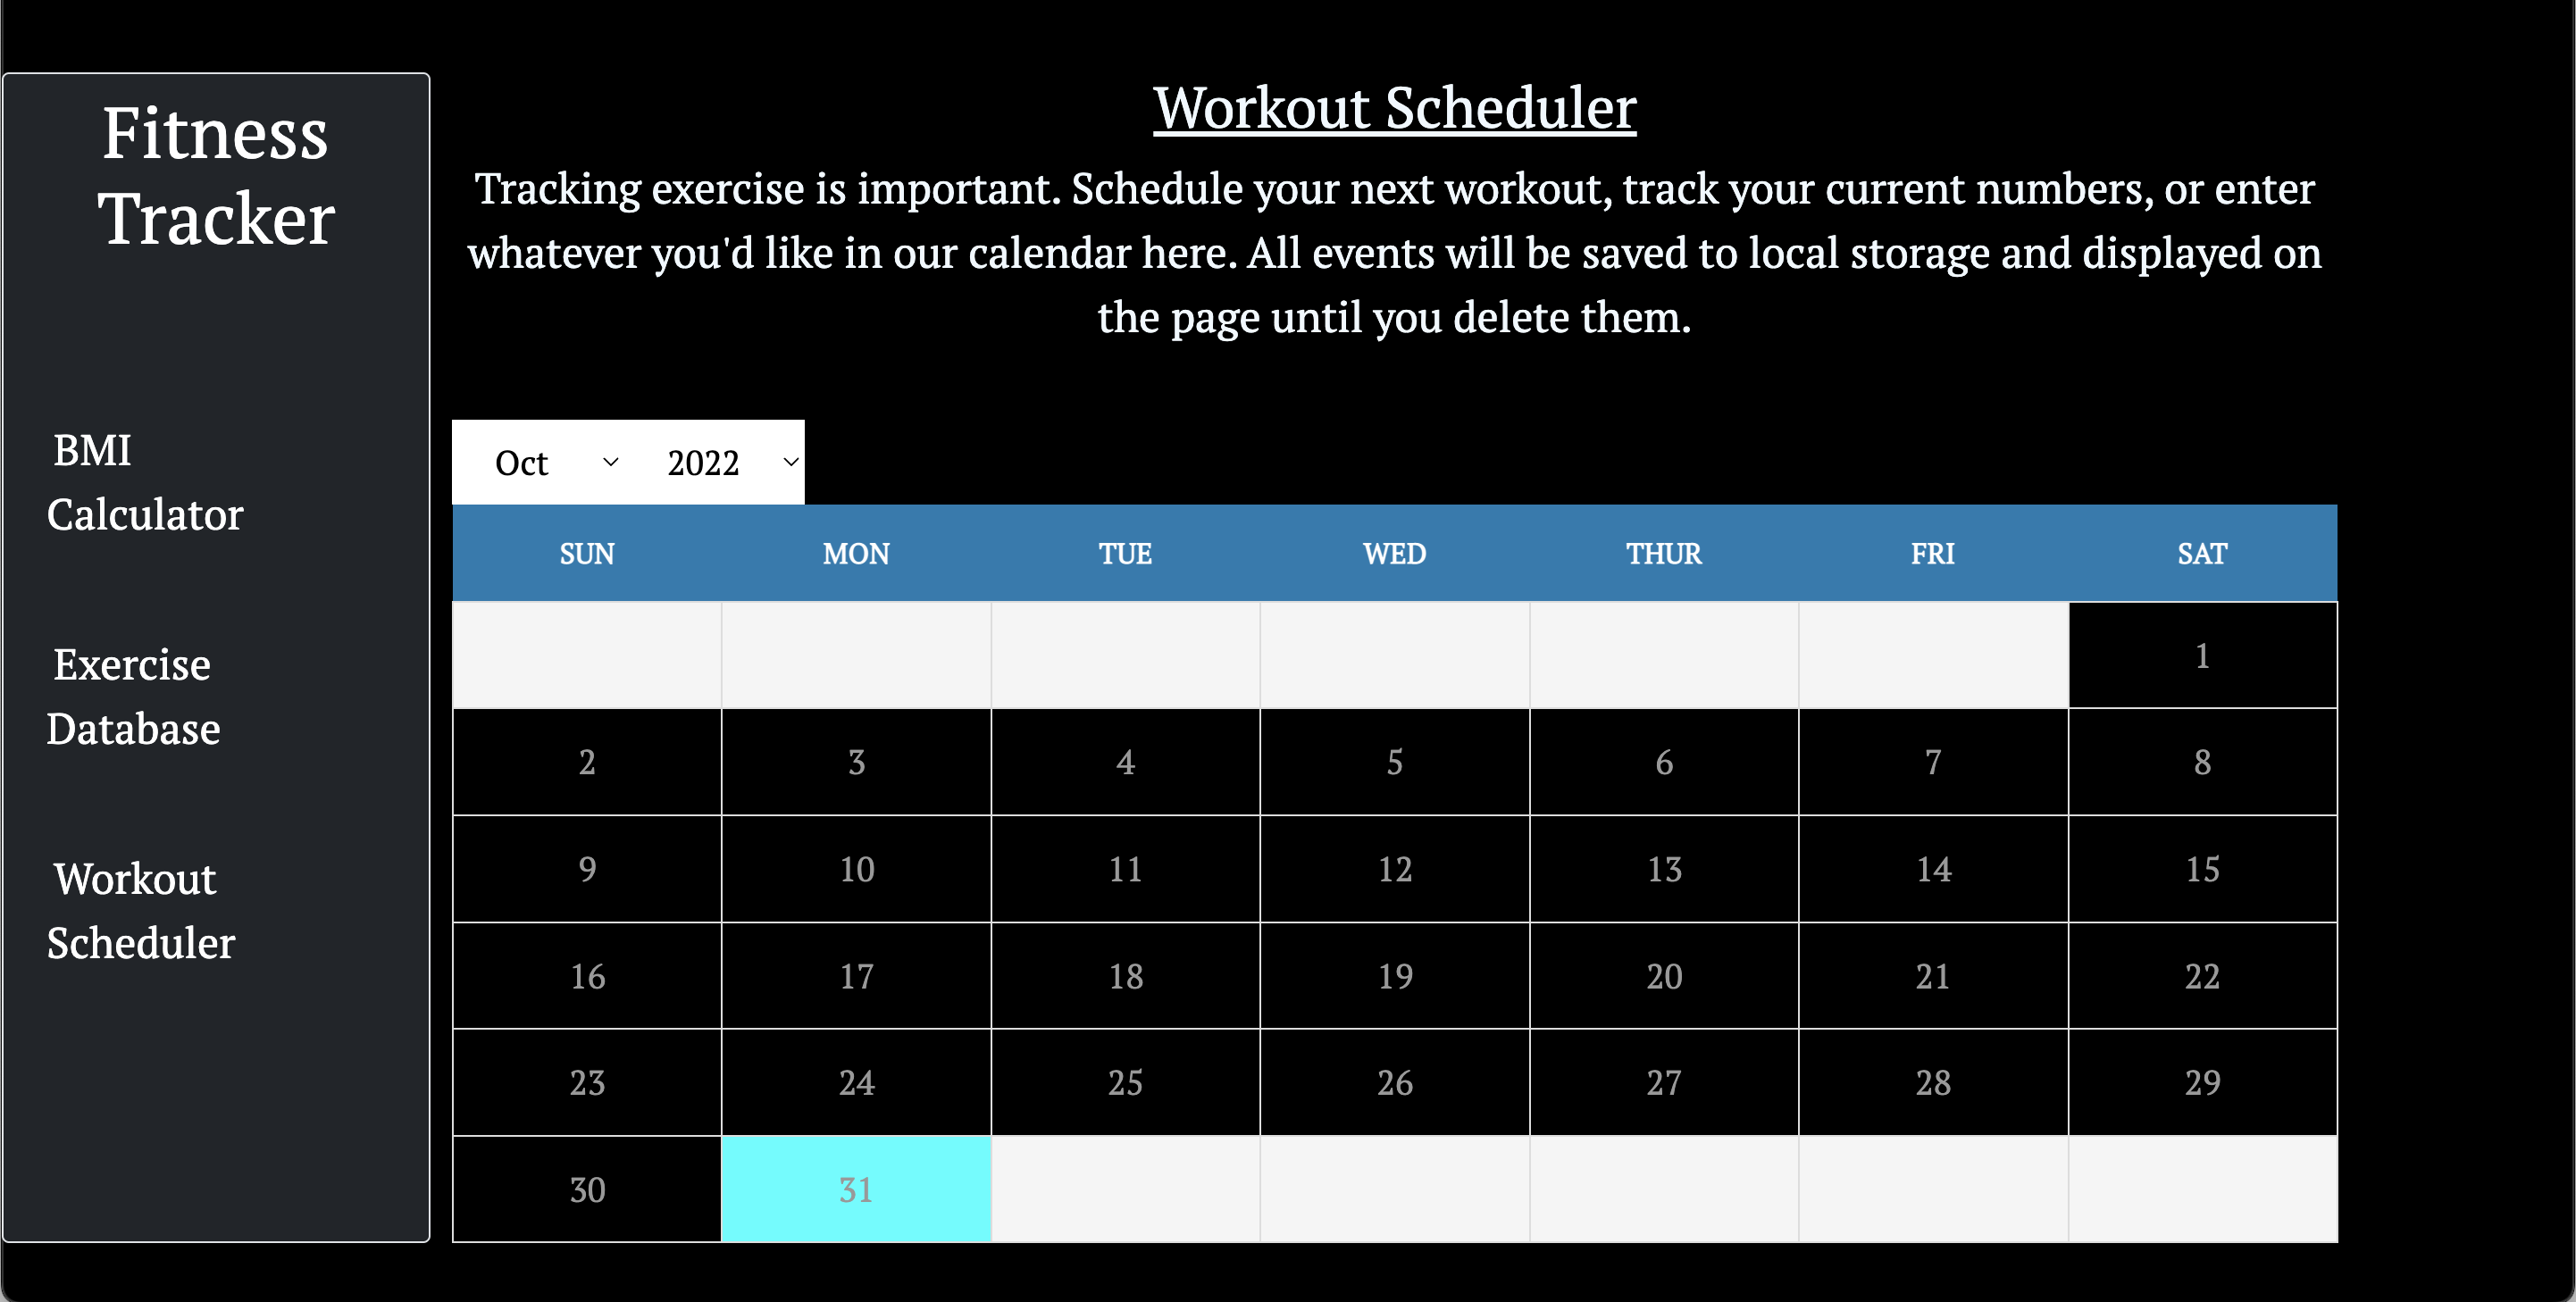 Fitness
Tracker
BMI
Calculator
Exercise
Database
Workout
Scheduler
Workout Scheduler
Tracking exercise is important. Schedule your next workout, track your current numbers, or enter
whatever you'd like in our calendar here. All events will be saved to local storage and displayed on
the page until you delete them.
Oct 2022
SUN MON TUE WED THUR FRI SAT
1
2 3 4 5 6 7 8
9 10 11 12 13 14 15
16 17 18 19 20 21 22
23 24 25 26 27 28 29
30 31